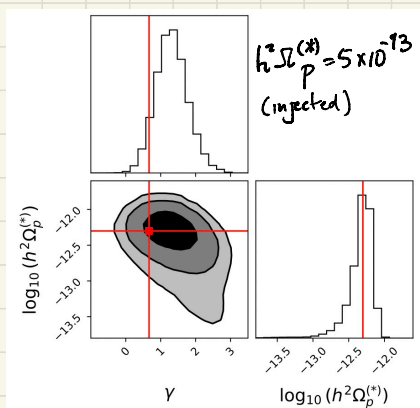 h²Ω_p^(*) = 5×10^-13
(injected)
log₁₀(h²Ω_p^(*))
-12.0
-12.5
-13.0
-13.5
0 1 2 3
γ
-13.5 -13.0 -12.5 -12.0
log₁₀(h²Ω_p^(*))